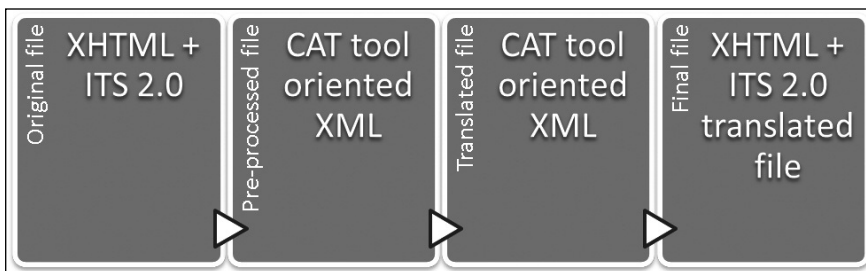 Original file
XHTML +
ITS 2.0
Pre-processed file
CAT tool
oriented
XML
Translated file
CAT tool
oriented
XML
Final file
XHTML +
ITS 2.0
translated
file